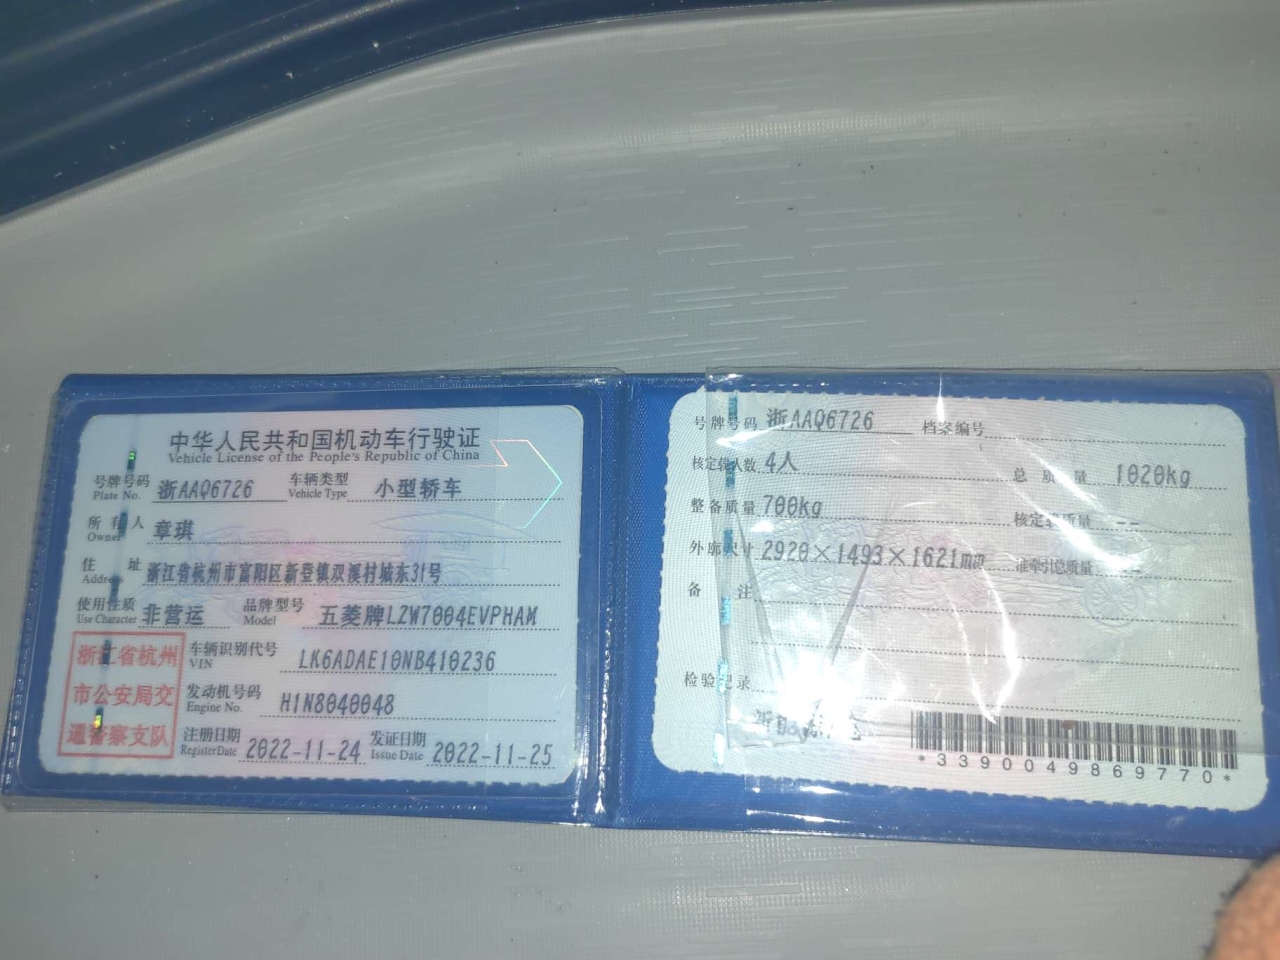 中华人民共和国机动车行驶证
Vehicle License of the People's Republic of China
号牌号码 浙AAQ6726 车辆类型 小型轿车
Plate No. Vehicle Type
所有人 章琪
Owner
住址 浙江省杭州市富阳区新登镇双溪村城东31号
Address
使用性质 非营运 品牌型号 五菱牌LZW7004EVPHAM
Use Character Model
浙江省杭州
市公安局交
通警察支队
车辆识别代号 LK6ADAE10NB410236
VIN
发动机号码 H1N8040048
Engine No.
注册日期 2022-11-24 发证日期 2022-11-25
Register Date Issue Date
号牌号码 浙AAQ6726 档案编号
核定载人数 4人 总质量 1020kg
整备质量 700kg 核定载质量 --
外廓尺寸 2920×1493×1621mm 准牵引总质量 --
备注
检验记录
*3390049869770*